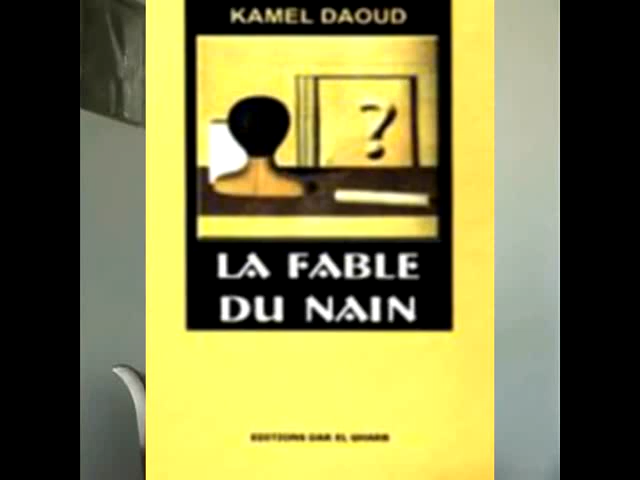 KAMEL DAOUD
?
LA FABLE
DU NAIN
EDITIONS DAR EL GHARB